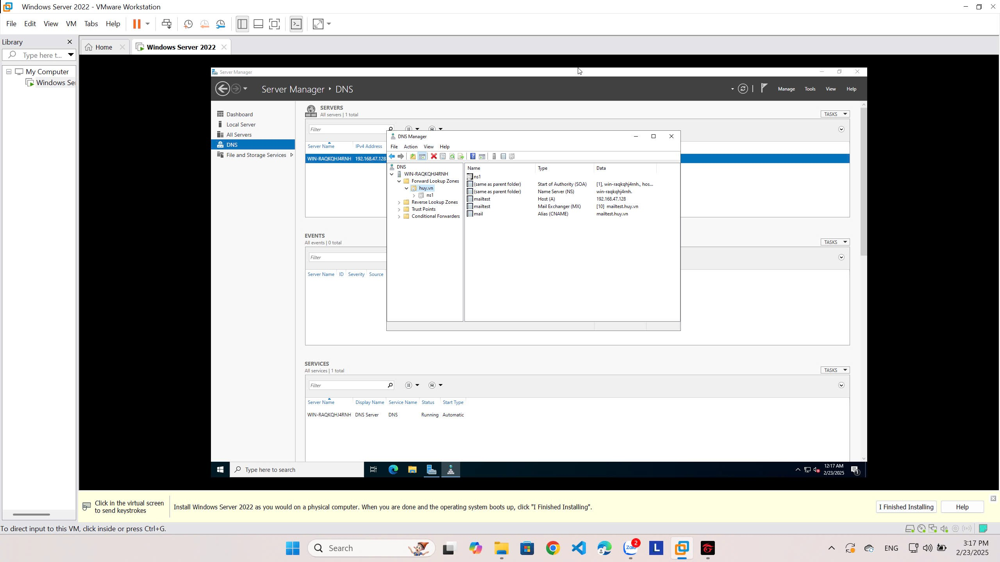 Windows Server 2022 - VMware Workstation
File Edit View VM Tabs Help
Library
Home
Windows Server 2022
Type here t...
My Computer
Windows Ser
Server Manager
Server Manager DNS
Manage Tools View Help
Dashboard
Local Server
All Servers
DNS
File and Storage Services
SERVERS
All servers | 1 total
TASKS
Filter
Server Name IPv4 Address
WIN-RAQKQHJ4RNH 192.168.47.128
DNS Manager
File Action View Help
DNS
WIN-RAQKQHJ4RNH
Forward Lookup Zones
huy.vn
ns1
Reverse Lookup Zones
Trust Points
Conditional Forwarders
Name Type Data
ns1
(same as parent folder) Start of Authority (SOA) [1], win-raqkqhj4rnh., hos...
(same as parent folder) Name Server (NS) win-raqkqhj4rnh.
mailtest Host (A) 192.168.47.128
mailtest Mail Exchanger (MX) [10] mailtest.huy.vn
mail Alias (CNAME) mailtest.huy.vn
EVENTS
All events | 0 total
TASKS
Filter
Server Name ID Severity Source
SERVICES
All services | 1 total
TASKS
Filter
Server Name Display Name Service Name Status Start Type
WIN-RAQKQHJ4RNH DNS Server DNS Running Automatic
Type here to search
12:17 AM
2/23/2025
1
Click in the virtual screen
to send keystrokes
Install Windows Server 2022 as you would on a physical computer. When you are done and the operating system boots up, click "I Finished Installing".
I Finished Installing
Help
To direct input to this VM, click inside or press Ctrl+G.
Search
Zalo
2
L
ENG
3:17 PM
2/23/2025